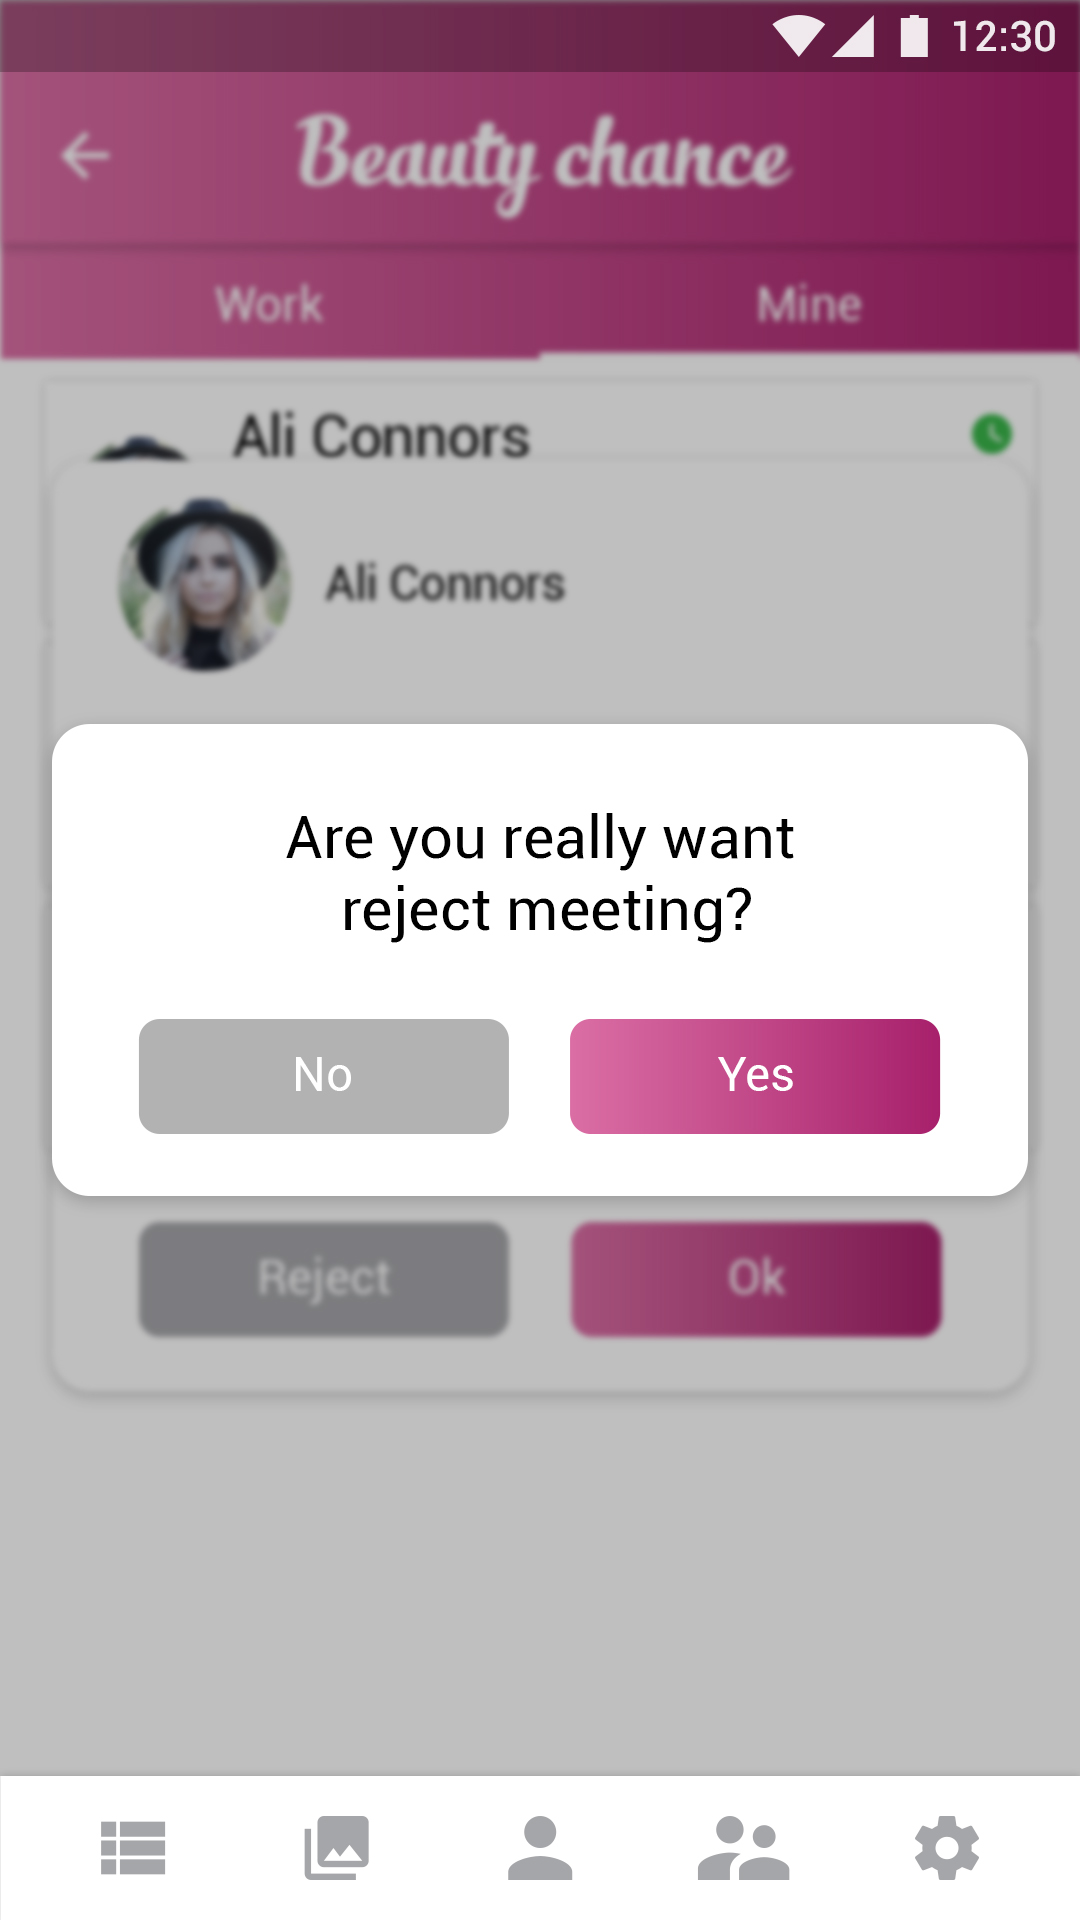 12:30
Beauty chance
Work
Mine
Ali Connors
Ali Connors
Are you really want
reject meeting?
No
Yes
Reject
Ok